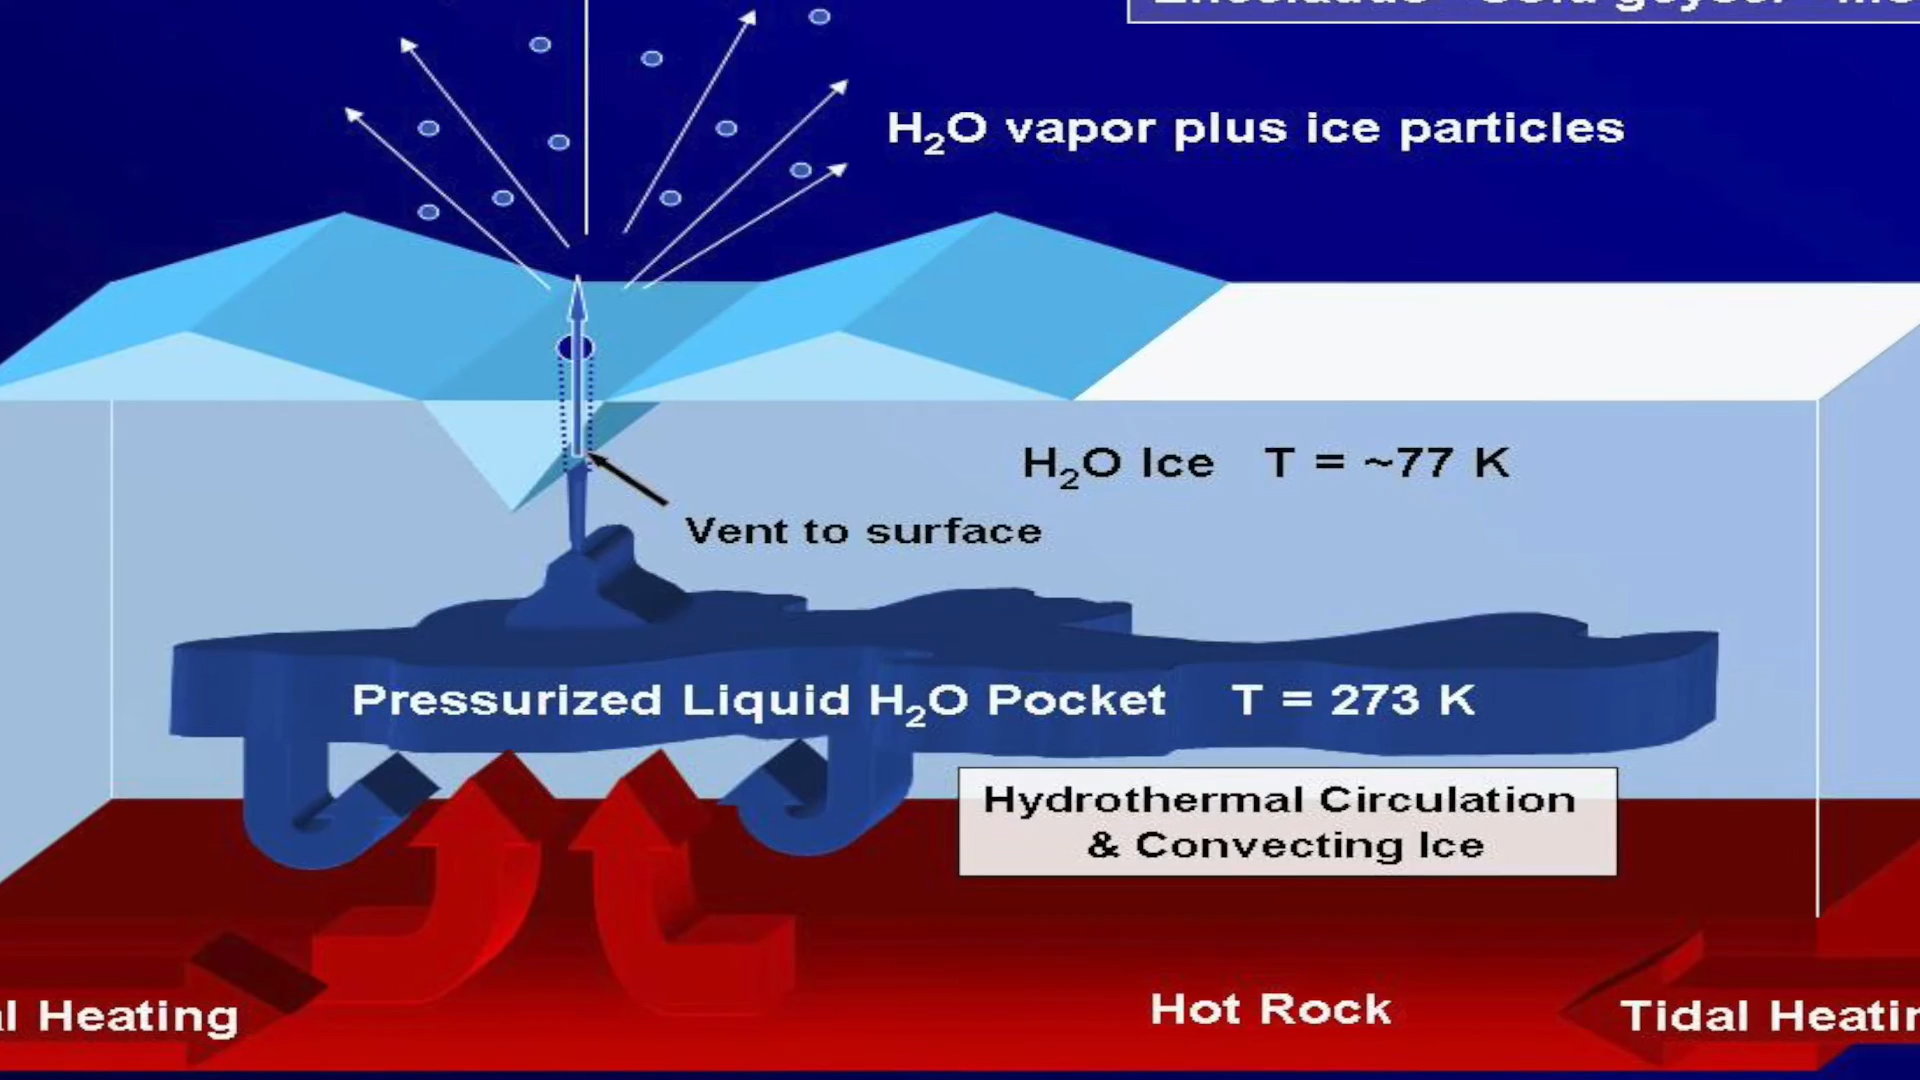 H₂O vapor plus ice particles
H₂O Ice T = ~77 K
Vent to surface
Pressurized Liquid H₂O Pocket T = 273 K
Hydrothermal Circulation
& Convecting Ice
Hot Rock
al Heating
Tidal Heatin